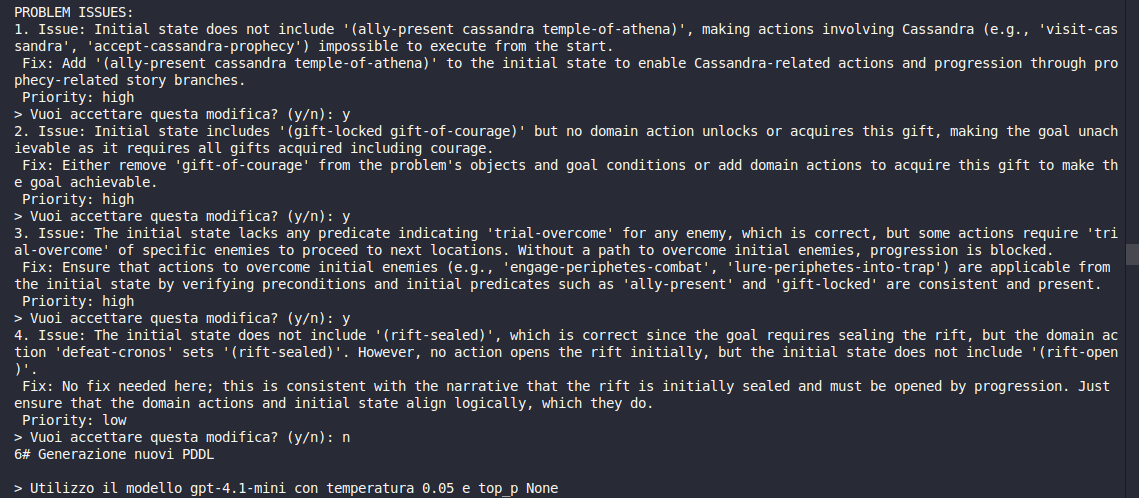 PROBLEM ISSUES:
1. Issue: Initial state does not include '(ally-present cassandra temple-of-athena)', making actions involving Cassandra (e.g., 'visit-cas
sandra', 'accept-cassandra-prophecy') impossible to execute from the start.
 Fix: Add '(ally-present cassandra temple-of-athena)' to the initial state to enable Cassandra-related actions and progression through pro
phecy-related story branches.
 Priority: high
> Vuoi accettare questa modifica? (y/n): y
2. Issue: Initial state includes '(gift-locked gift-of-courage)' but no domain action unlocks or acquires this gift, making the goal unach
ievable as it requires all gifts acquired including courage.
 Fix: Either remove 'gift-of-courage' from the problem's objects and goal conditions or add domain actions to acquire this gift to make th
e goal achievable.
 Priority: high
> Vuoi accettare questa modifica? (y/n): y
3. Issue: The initial state lacks any predicate indicating 'trial-overcome' for any enemy, which is correct, but some actions require 'tri
al-overcome' of specific enemies to proceed to next locations. Without a path to overcome initial enemies, progression is blocked.
 Fix: Ensure that actions to overcome initial enemies (e.g., 'engage-periphetes-combat', 'lure-periphetes-into-trap') are applicable from
the initial state by verifying preconditions and initial predicates such as 'ally-present' and 'gift-locked' are consistent and present.
 Priority: high
> Vuoi accettare questa modifica? (y/n): y
4. Issue: The initial state does not include '(rift-sealed)', which is correct since the goal requires sealing the rift, but the domain ac
tion 'defeat-cronos' sets '(rift-sealed)'. However, no action opens the rift initially, but the initial state does not include '(rift-open
)'.
 Fix: No fix needed here; this is consistent with the narrative that the rift is initially sealed and must be opened by progression. Just
ensure that the domain actions and initial state align logically, which they do.
 Priority: low
> Vuoi accettare questa modifica? (y/n): n
6# Generazione nuovi PDDL
> Utilizzo il modello gpt-4.1-mini con temperatura 0.05 e top_p None